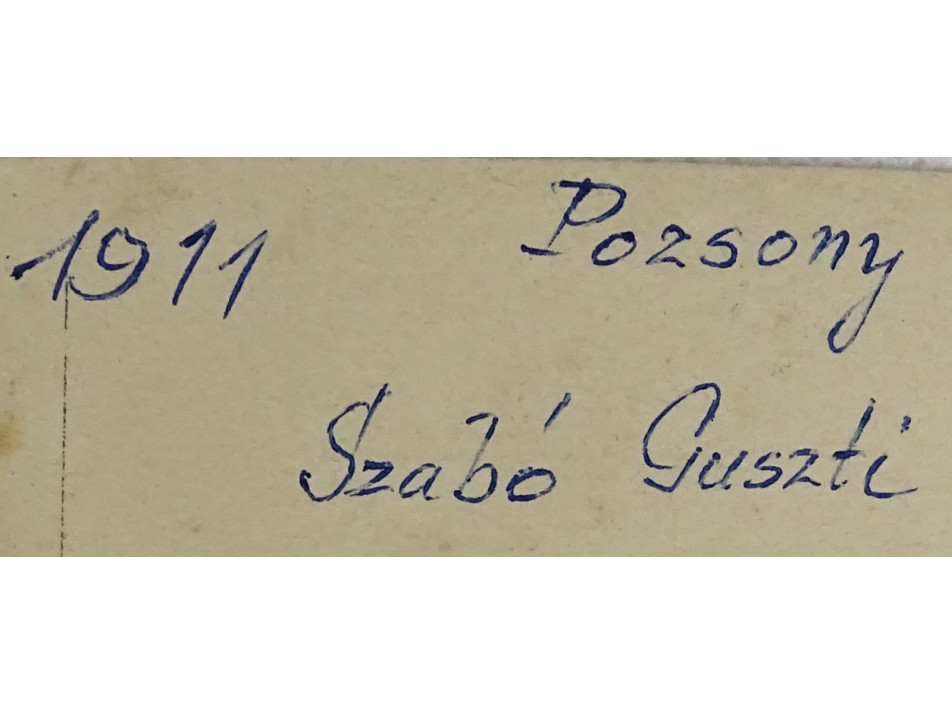 1911 Pozsony
Szabó Guszti